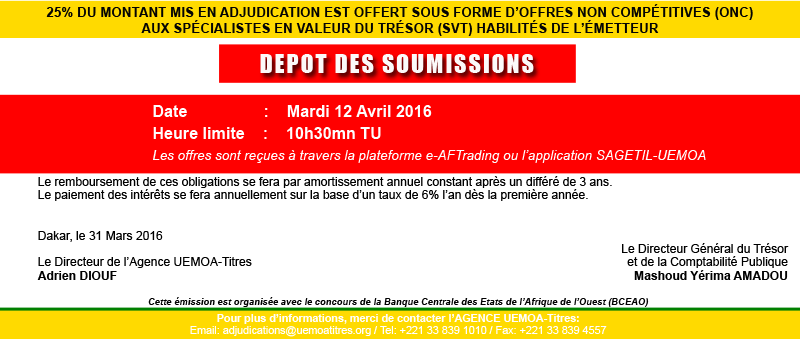 25% DU MONTANT MIS EN ADJUDICATION EST OFFERT SOUS FORME D'OFFRES NON COMPÉTITIVES (ONC)
AUX SPÉCIALISTES EN VALEUR DU TRÉSOR (SVT) HABILITÉS DE L'ÉMETTEUR
DEPOT DES SOUMISSIONS
Date : Mardi 12 Avril 2016
Heure limite : 10h30mn TU
Les offres sont reçues à travers la plateforme e-AFTrading ou l'application SAGETIL-UEMOA
Le remboursement de ces obligations se fera par amortissement annuel constant après un différé de 3 ans.
Le paiement des intérêts se fera annuellement sur la base d'un taux de 6% l'an dès la première année.
Dakar, le 31 Mars 2016
Le Directeur de l'Agence UEMOA-Titres
Adrien DIOUF
Le Directeur Général du Trésor
et de la Comptabilité Publique
Mashoud Yérima AMADOU
Cette émission est organisée avec le concours de la Banque Centrale des Etats de l'Afrique de l'Ouest (BCEAO)
Pour plus d'informations, merci de contacter l'AGENCE UEMOA-Titres:
Email: adjudications@uemoatitres.org / Tel: +221 33 839 1010 / Fax: +221 33 839 4557